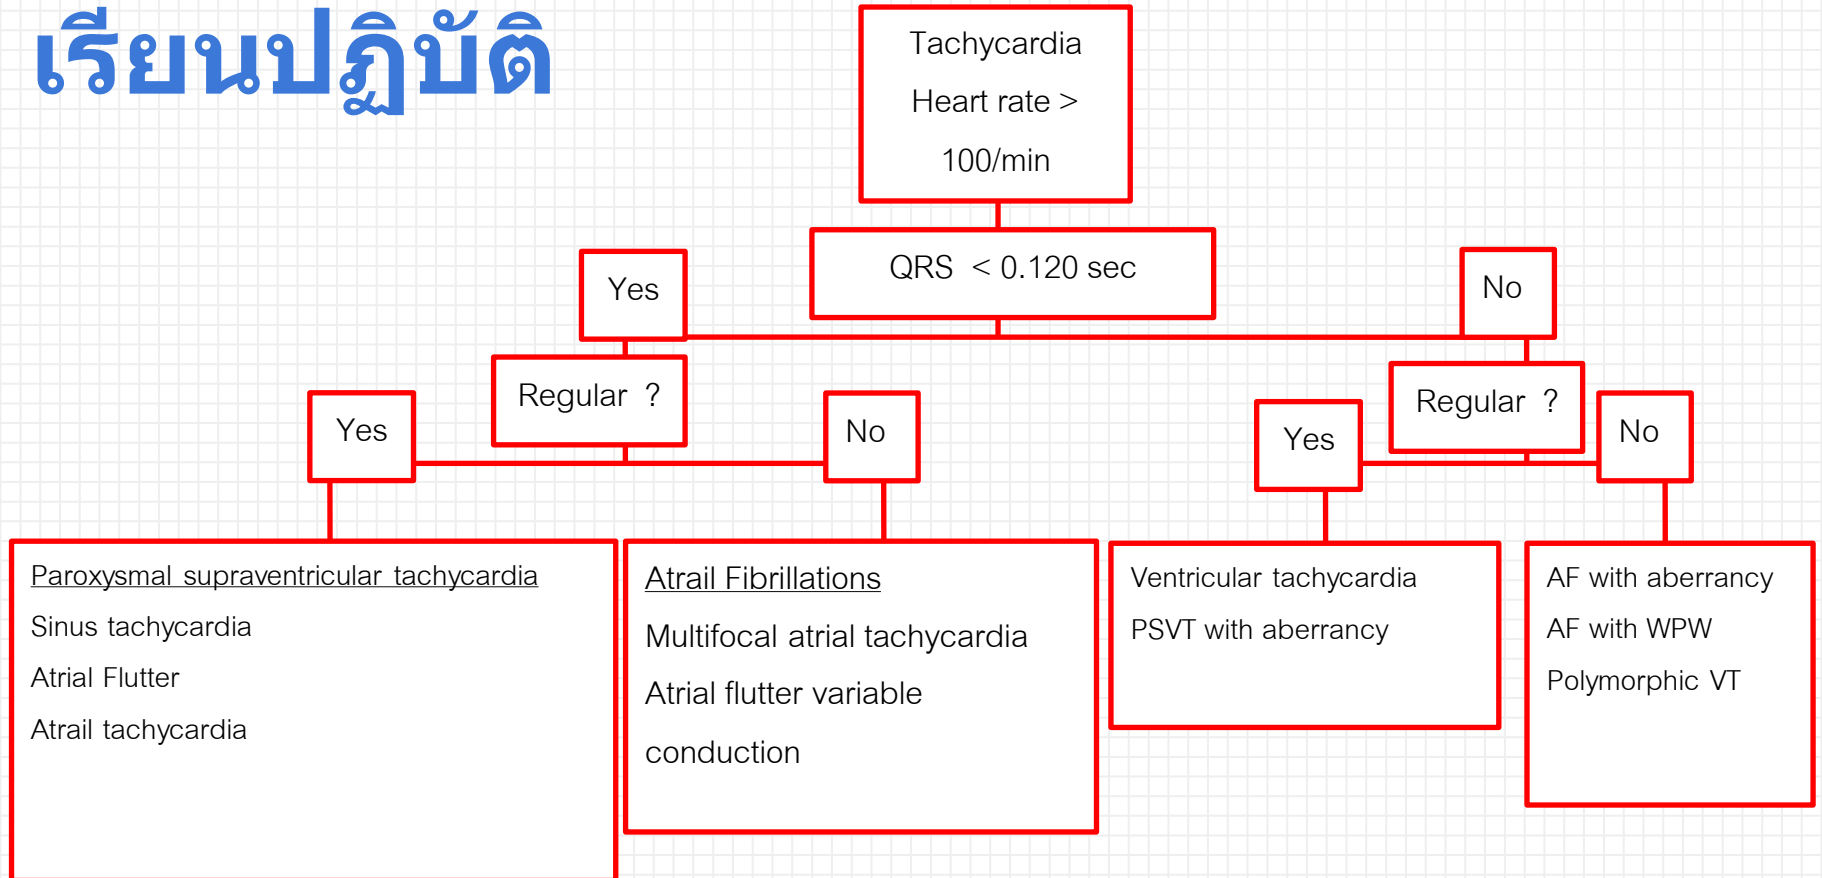 เรียนปฏิบัติ
Tachycardia
Heart rate >
100/min
QRS < 0.120 sec
Yes
No
Regular ?
Regular ?
Yes
No
Yes
No
Paroxysmal supraventricular tachycardia
Sinus tachycardia
Atrial Flutter
Atrail tachycardia
Atrail Fibrillations
Multifocal atrial tachycardia
Atrial flutter variable
conduction
Ventricular tachycardia
PSVT with aberrancy
AF with aberrancy
AF with WPW
Polymorphic VT